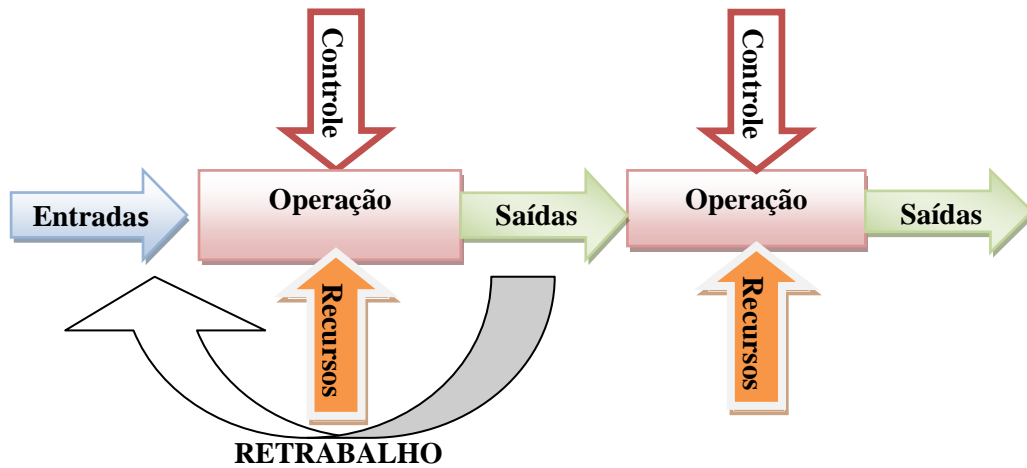 Controle
Controle
Entradas
Operação
Saídas
Operação
Saídas
Recursos
Recursos
RETRABALHO